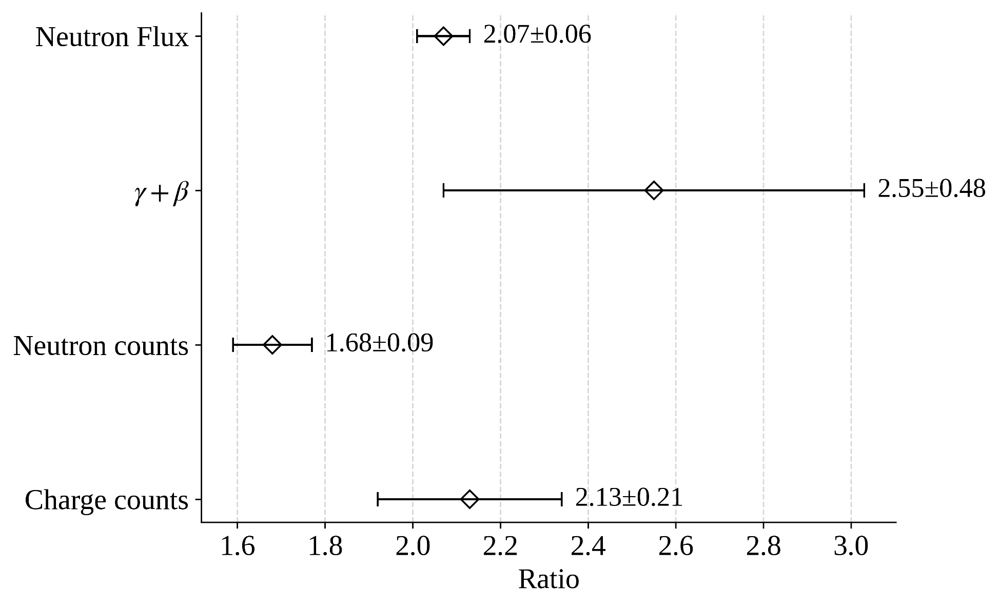 Neutron Flux
2.07±0.06
γ + β
2.55±0.48
Neutron counts
1.68±0.09
Charge counts
2.13±0.21
1.6 1.8 2.0 2.2 2.4 2.6 2.8 3.0
Ratio